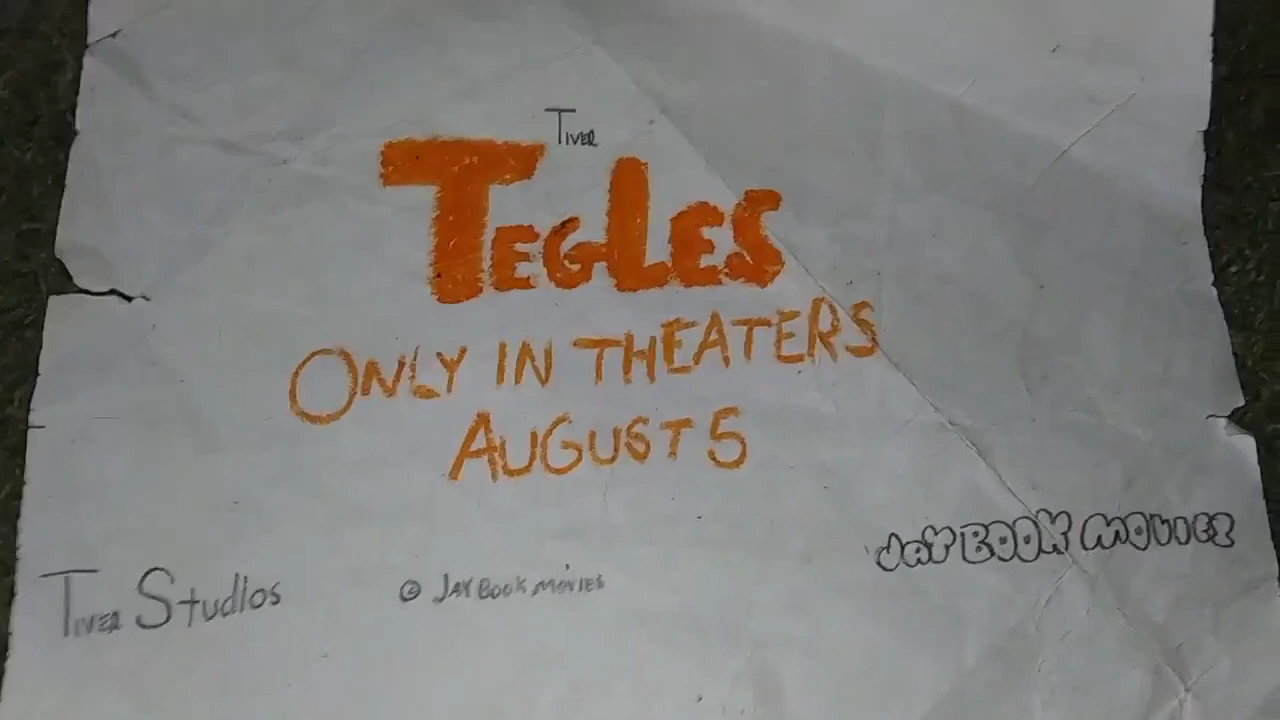 TIVER
TEGLES
ONLY IN THEATERS
AUGUST 5
JAY BOOK MOVIES
TIVER STUdIOS
© JAY BOOK MOVIES